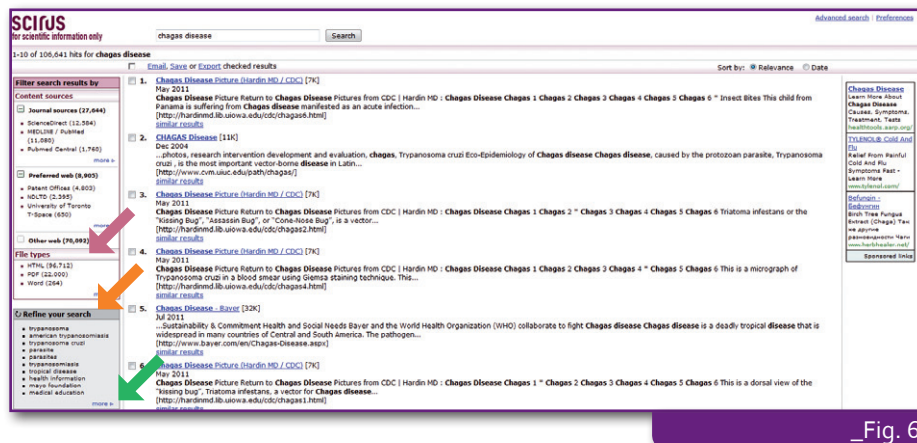 SCIRUS
for scientific information only
chagas disease
Search
Advanced search | Preferences
1-10 of 106,641 hits for chagas disease
Email, Save or Export checked results
Sort by: Relevance Date
Filter search results by
Content sources
Journal sources (27,644)
ScienceDirect (12,584)
MEDLINE / PubMed
(11,080)
Pubmed Central (1,760)
more »
Preferred web (8,905)
Patent Offices (4,803)
NDLTD (2,395)
University of Toronto
T-Space (650)
more
Other web (70,092)
File types
HTML (96,712)
PDF (22,000)
Word (264)
Refine your search
trypanosoma
american trypanosomiasis
trypanosoma cruzi
parasite
parasites
trypanosomiasis
tropical disease
health information
mayo foundation
medical education
more »
1. Chagas Disease Picture (Hardin MD / CDC) [7K]
May 2011
Chagas Disease Picture Return to Chagas Disease Pictures from CDC | Hardin MD : Chagas Disease Chagas 1 Chagas 2 Chagas 3 Chagas 4 Chagas 5 Chagas 6 * Insect Bites This child from
Panama is suffering from Chagas disease manifested as an acute infection...
[http://hardinmd.lib.uiowa.edu/cdc/chagas6.html]
similar results
2. CHAGAS Disease [11K]
Dec 2004
...photos, research intervention development and evaluation, chagas, Trypanosoma cruzi Eco-Epidemiology of Chagas disease Chagas disease, caused by the protozoan parasite, Trypanosoma
cruzi , is the most important vector-borne disease in Latin...
[http://www.cvm.uiuc.edu/path/chagas/]
similar results
3. Chagas Disease Picture (Hardin MD / CDC) [7K]
May 2011
Chagas Disease Picture Return to Chagas Disease Pictures from CDC | Hardin MD : Chagas Disease Chagas 1 Chagas 2 * Chagas 3 Chagas 4 Chagas 5 Chagas 6 Triatoma infestans or the
"Kissing bug", "Assassin Bug", or "Cone-Nose Bug", is a vector...
[http://hardinmd.lib.uiowa.edu/cdc/chagas2.html]
similar results
4. Chagas Disease Picture (Hardin MD / CDC) [7K]
May 2011
Chagas Disease Picture Return to Chagas Disease Pictures from CDC | Hardin MD : Chagas Disease Chagas 1 Chagas 2 Chagas 3 Chagas 4 * Chagas 5 Chagas 6 This is a micrograph of
Trypanosoma cruzi in a blood smear using Giemsa staining technique. This...
[http://hardinmd.lib.uiowa.edu/cdc/chagas4.html]
similar results
5. Chagas Disease - Bayer [32K]
Jul 2011
...Sustainability & Commitment Health and Social Needs Bayer and the World Health Organization (WHO) collaborate to fight Chagas disease Chagas disease is a deadly tropical disease that is
widespread in many countries of Central and South America. The pathogen...
[http://www.bayer.com/en/Chagas-Disease.aspx]
similar results
6. Chagas Disease Picture (Hardin MD / CDC) [7K]
May 2011
Chagas Disease Picture Return to Chagas Disease Pictures from CDC | Hardin MD : Chagas Disease Chagas 1 * Chagas 2 Chagas 3 Chagas 4 Chagas 5 Chagas 6 This is a dorsal view of the
"kissing bug", Triatoma infestans, a vector for Chagas disease...
[http://hardinmd.lib.uiowa.edu/cdc/chagas1.html]
similar results
Chagas Disease
Learn More About
Chagas Disease
Causes, Symptoms,
Treatment, Tests
healthtools.aarp.org/
TYLENOL® Cold And
Flu
Relief From Painful
Cold And Flu
Symptoms Fast -
Learn More
www.tylenol.com/
Befungin -
Бефунгин
Birch Tree Fungus
Extract (Chaga) Так
же другие
разновидности Чаги
www.herbhealer.net/
Sponsored links
_Fig. 6